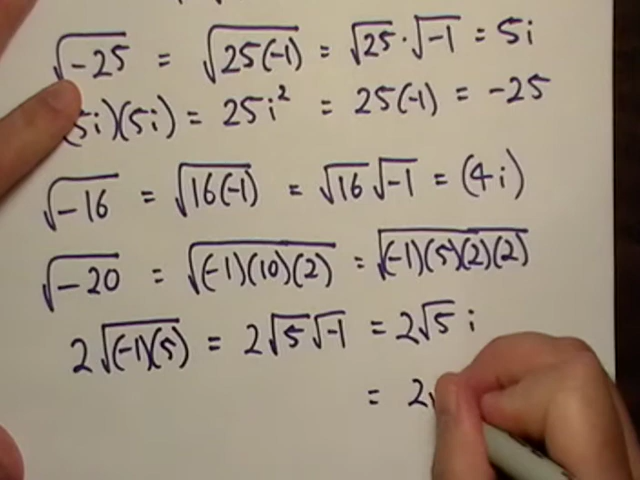 √-25 = √25(-1) = √25 · √-1 = 5i
5i)(5i) = 25i² = 25(-1) = -25
√-16 = √16(-1) = √16 √-1 = (4i)
√-20 = √(-1)(10)(2) = √(-1)(5)(2)(2)
2√(-1)(5) = 2√5 √-1 = 2√5 i
= 2